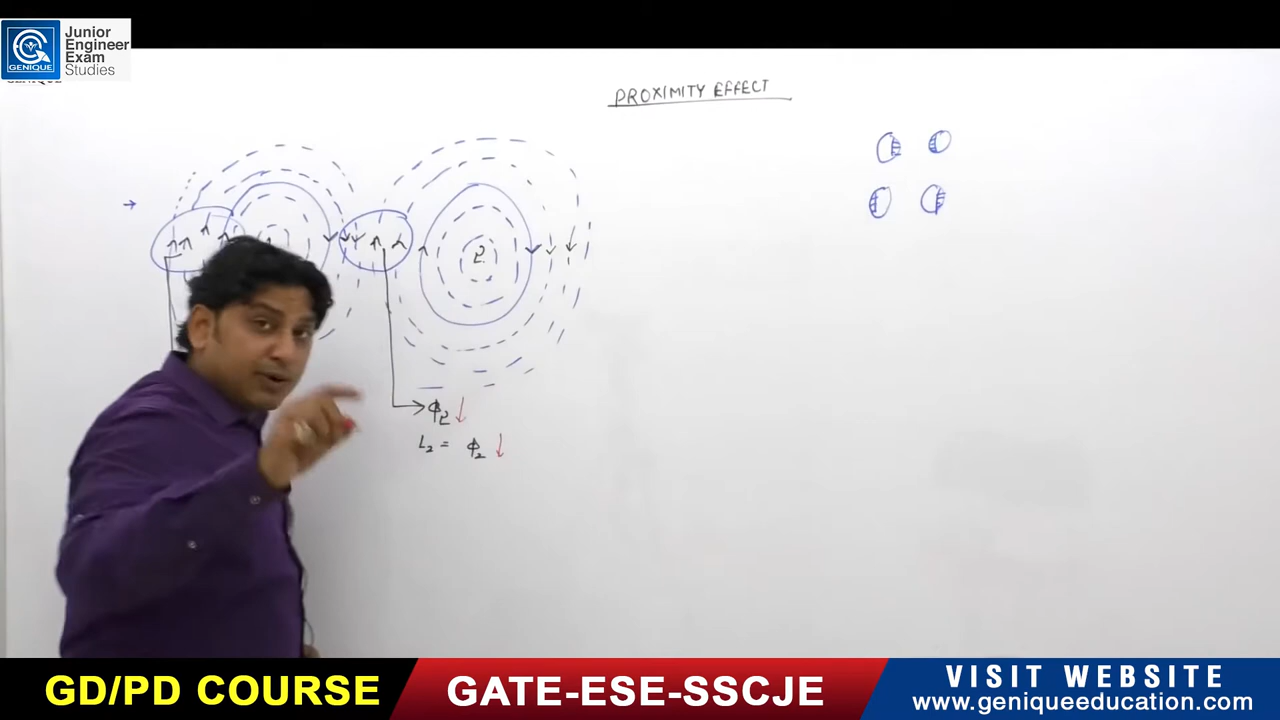 GENIQUE
Junior
Engineer
Exam
Studies
PROXIMITY EFFECT
2
ϕ2 ↓
L2 = ϕ2 ↓
GD/PD COURSE
GATE-ESE-SSCJE
VISIT WEBSITE
www.geniqueeducation.com